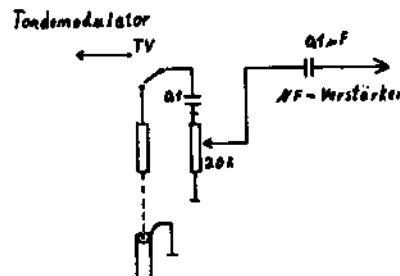 Tondemodulator
TV
0,1 µF
0,1
NF-Verstärker
20k